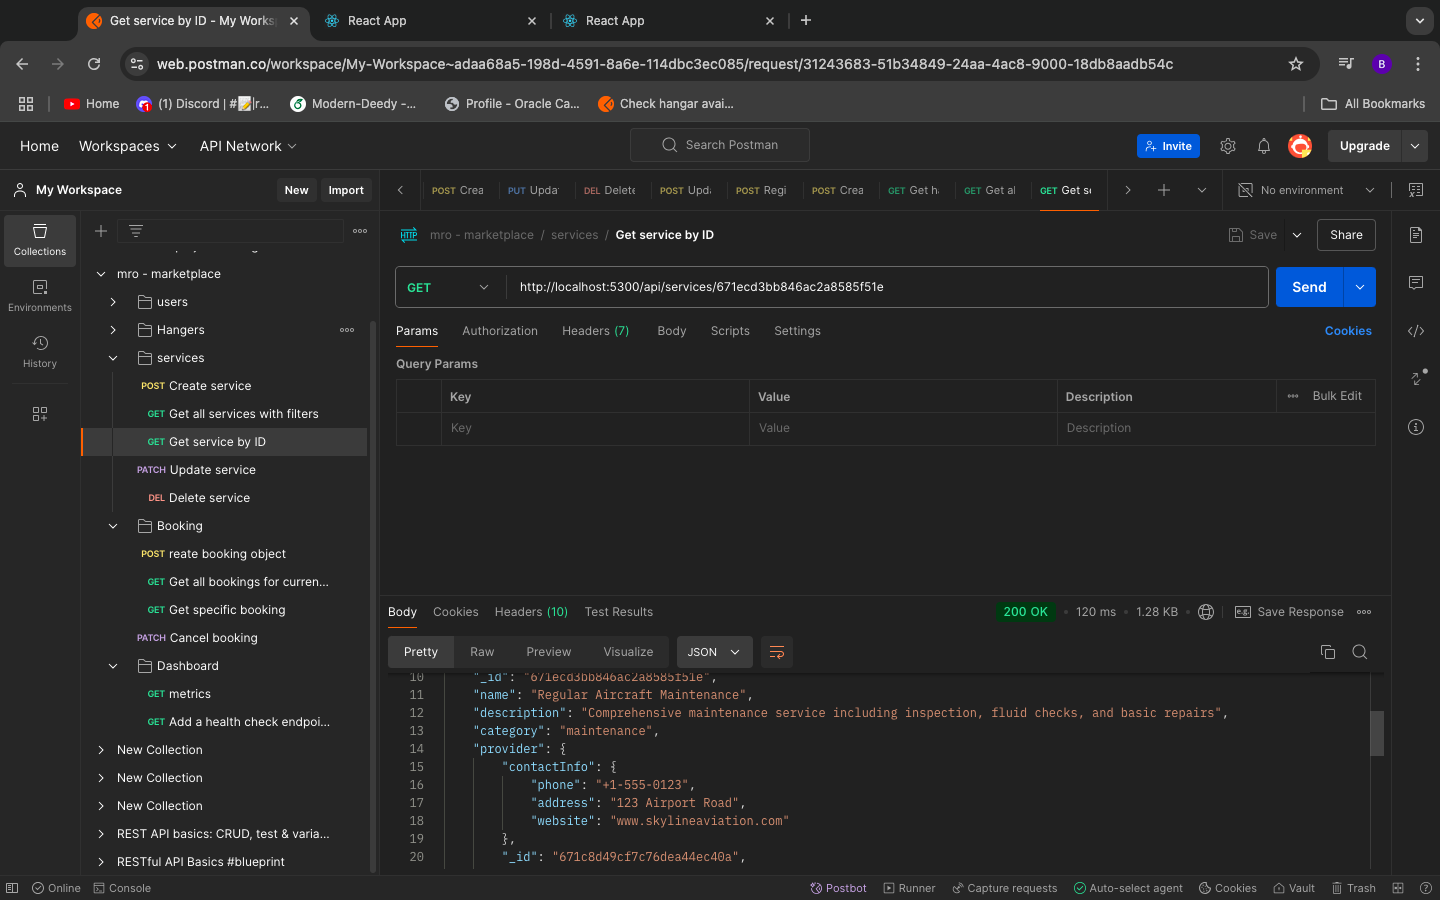 Get service by ID - My Works
React App
React App
web.postman.co/workspace/My-Workspace~adaa68a5-198d-4591-8a6e-114dbc3ec085/request/31243683-51b34849-24aa-4ac8-9000-18db8aadb54c
B
Home
(1) Discord | #📝|r...
Modern-Deedy -...
Profile - Oracle Ca...
Check hangar avai...
All Bookmarks
Home
Workspaces
API Network
Search Postman
Invite
Upgrade
My Workspace
New
Import
POST Crea
PUT Upda
DEL Delete
POST Upda
POST Regi
POST Crea
GET Get h
GET Get al
GET Get se
No environment
Collections
Environments
History
mro - marketplace
users
Hangers
services
POST Create service
GET Get all services with filters
GET Get service by ID
PATCH Update service
DEL Delete service
Booking
POST reate booking object
GET Get all bookings for curren...
GET Get specific booking
PATCH Cancel booking
Dashboard
GET metrics
GET Add a health check endpoi...
New Collection
New Collection
New Collection
REST API basics: CRUD, test & varia...
RESTful API Basics #blueprint
HTTP
mro - marketplace / services / Get service by ID
Save
Share
GET
http://localhost:5300/api/services/671ecd3bb846ac2a8585f51e
Send
Params
Authorization
Headers (7)
Body
Scripts
Settings
Cookies
Query Params
Key
Value
Description
Bulk Edit
Key
Value
Description
Body
Cookies
Headers (10)
Test Results
200 OK
120 ms
1.28 KB
e.g.
Save Response
Pretty
Raw
Preview
Visualize
JSON
10 "_id": "671ecd3bb846ac2a8585f51e",
11 "name": "Regular Aircraft Maintenance",
12 "description": "Comprehensive maintenance service including inspection, fluid checks, and basic repairs",
13 "category": "maintenance",
14 "provider": {
15 "contactInfo": {
16 "phone": "+1-555-0123",
17 "address": "123 Airport Road",
18 "website": "www.skylineaviation.com"
19 },
20 "_id": "671c8d49cf7c76dea44ec40a",
Online
Console
Postbot
Runner
Capture requests
Auto-select agent
Cookies
Vault
Trash